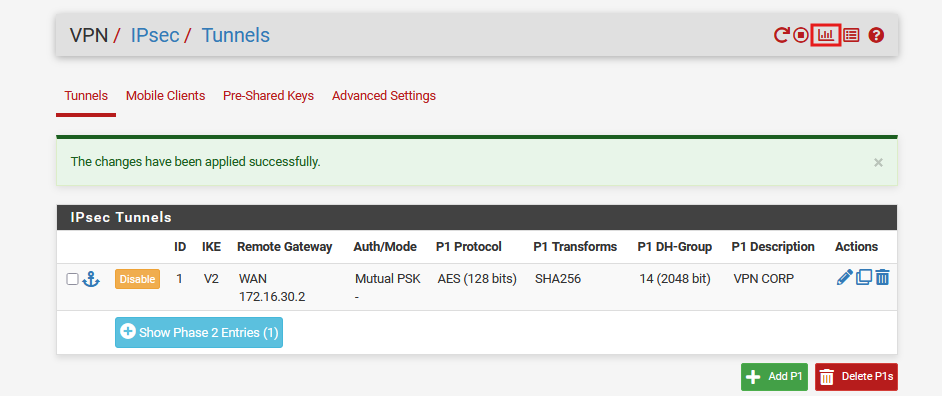 VPN / IPsec / Tunnels
Tunnels Mobile Clients Pre-Shared Keys Advanced Settings
The changes have been applied successfully. ×
IPsec Tunnels
ID IKE Remote Gateway Auth/Mode P1 Protocol P1 Transforms P1 DH-Group P1 Description Actions
Disable 1 V2 WAN Mutual PSK AES (128 bits) SHA256 14 (2048 bit) VPN CORP
172.16.30.2 -
Show Phase 2 Entries (1)
Add P1 Delete P1s